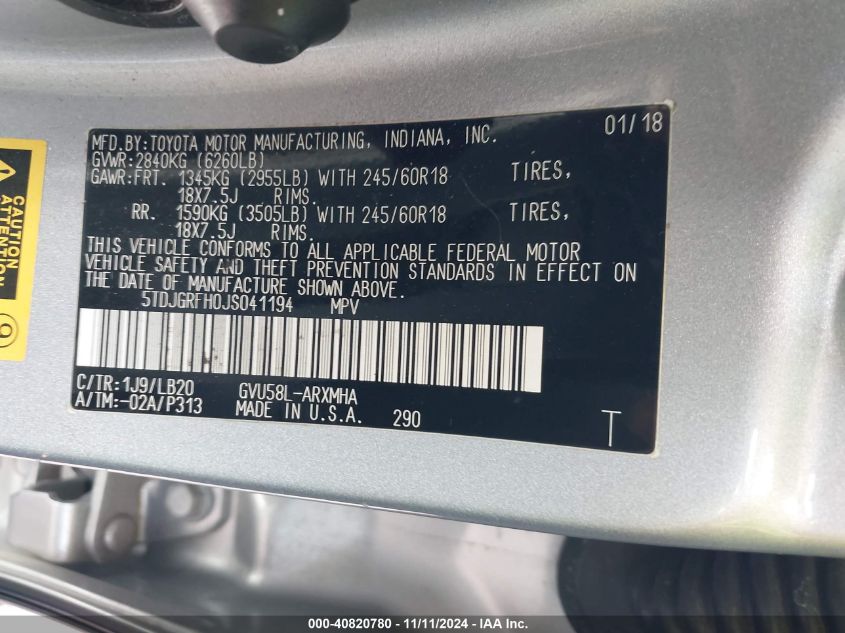 MFD.BY:TOYOTA MOTOR MANUFACTURING, INDIANA, INC. 01/18
GVWR:2840KG (6260LB)
GAWR:FRT. 1345KG (2955LB) WITH 245/60R18 TIRES,
18X7.5J RIMS.
RR. 1590KG (3505LB) WITH 245/60R18 TIRES,
18X7.5J RIMS.
THIS VEHICLE CONFORMS TO ALL APPLICABLE FEDERAL MOTOR
VEHICLE SAFETY AND THEFT PREVENTION STANDARDS IN EFFECT ON
THE DATE OF MANUFACTURE SHOWN ABOVE.
5TDJGRFH0JS041194 MPV
C/TR:1J9/LB20 GVU58L-ARXMHA
A/TM:-02A/P313 MADE IN U.S.A. 290
T
ATTENTION
000-40820780 - 11/11/2024 - IAA Inc.